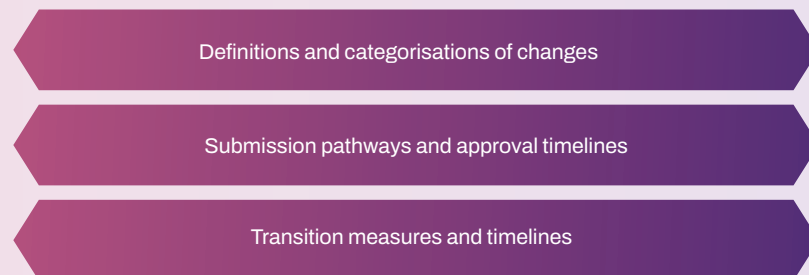 Definitions and categorisations of changes
Submission pathways and approval timelines
Transition measures and timelines